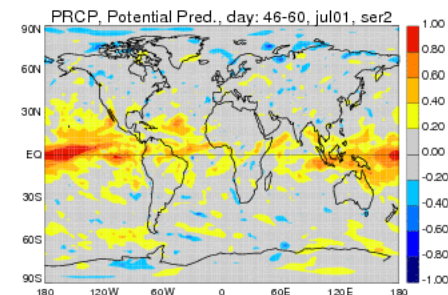 PRCP, Potential Pred., day: 46-60, jul01, ser2
90N
60N
30N
EQ
30S
60S
90S
180 120W 60W 0 60E 120E 180
1.00
0.80
0.60
0.40
0.20
0.00
-0.20
-0.40
-0.60
-0.80
-1.00